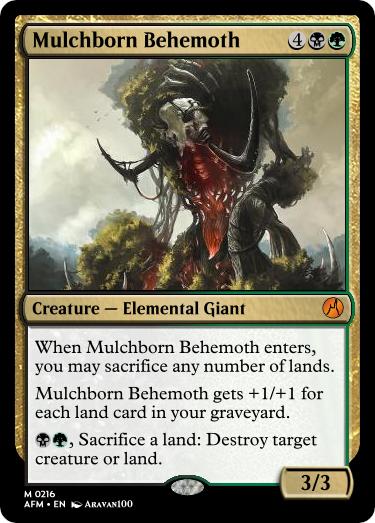 Mulchborn Behemoth 4
Creature — Elemental Giant
When Mulchborn Behemoth enters,
you may sacrifice any number of lands.
Mulchborn Behemoth gets +1/+1 for
each land card in your graveyard.
, Sacrifice a land: Destroy target
creature or land.
3/3
M 0216
AFM • EN Aravan100